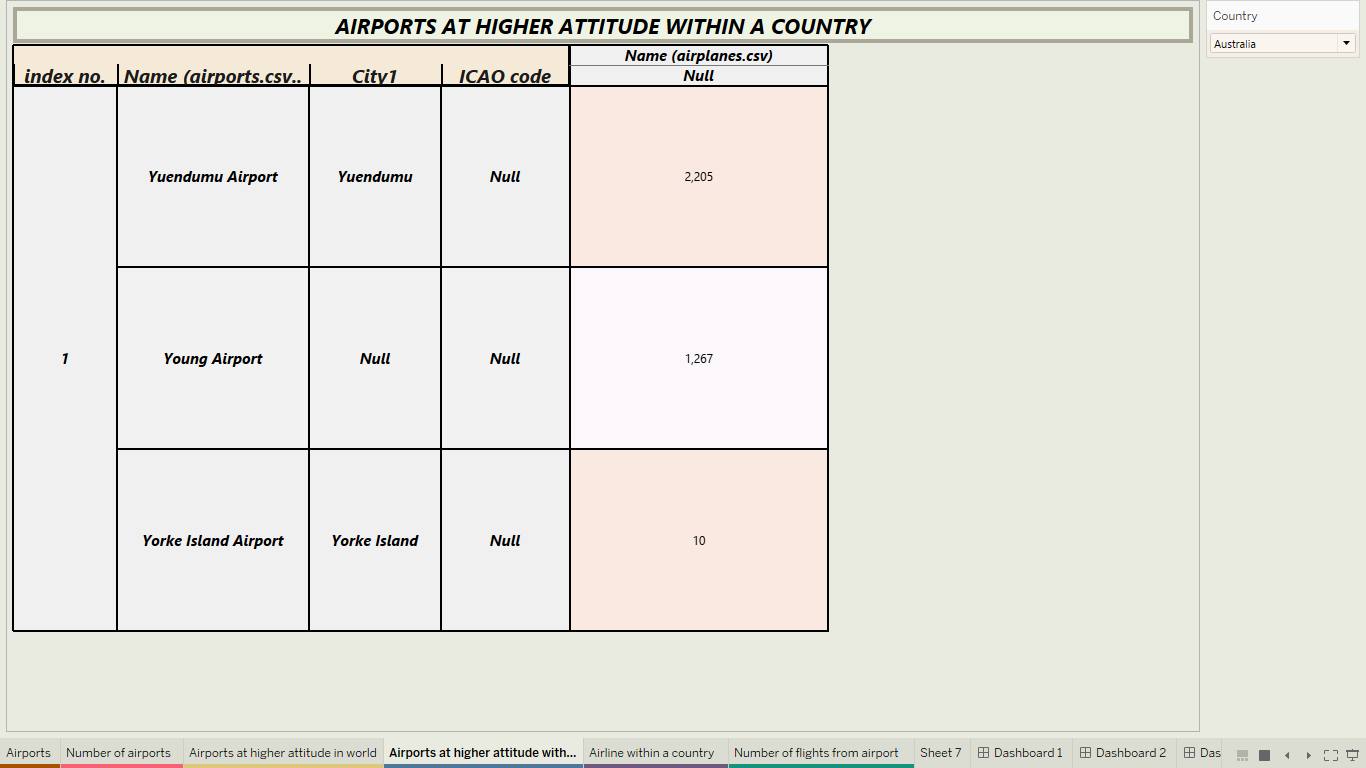 AIRPORTS AT HIGHER ATTITUDE WITHIN A COUNTRY
Country
Australia
Name (airplanes.csv)
index no. Name (airports.csv.. City1 ICAO code Null
Yuendumu Airport Yuendumu Null 2,205
1 Young Airport Null Null 1,267
Yorke Island Airport Yorke Island Null 10
Airports Number of airports Airports at higher attitude in world Airports at higher attitude with... Airline within a country Number of flights from airport Sheet 7 Dashboard 1 Dashboard 2 Das